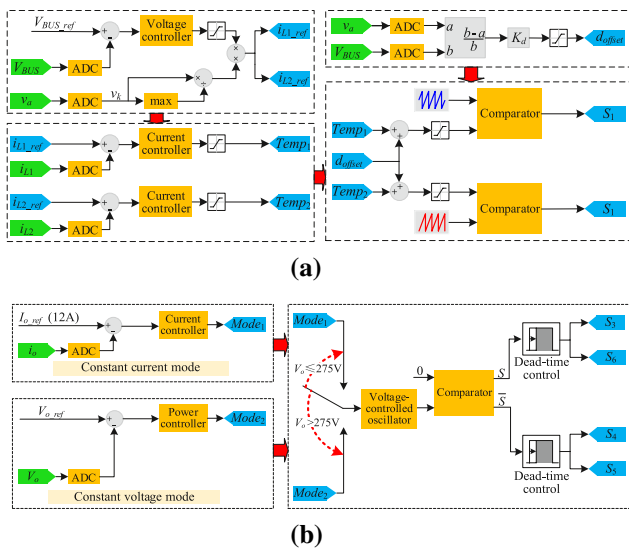 V_BUS_ref
+
-
Voltage controller
×
×
i_L1_ref
V_BUS
ADC
i_L2_ref
v_a
ADC
v_k
max
×
÷
i_L1_ref
+
-
Current controller
Temp_1
i_L1
ADC
i_L2_ref
+
-
Current controller
Temp_2
i_L2
ADC
v_a
ADC
a
b-a
b
K_d
d_offset
V_BUS
ADC
b
Comparator
S_1
Temp_1
+
+
d_offset
Temp_2
+
+
Comparator
S_1
(a)
I_o_ref (12A)
+
-
Current controller
Mode_1
i_o
ADC
Constant current mode
V_o_ref
+
-
Power controller
Mode_2
V_o
ADC
Constant voltage mode
Mode_1
V_o≤275V
V_o>275V
Mode_2
Voltage-controlled oscillator
0
Comparator
S
S̅
Dead-time control
S_3
S_6
Dead-time control
S_4
S_5
(b)